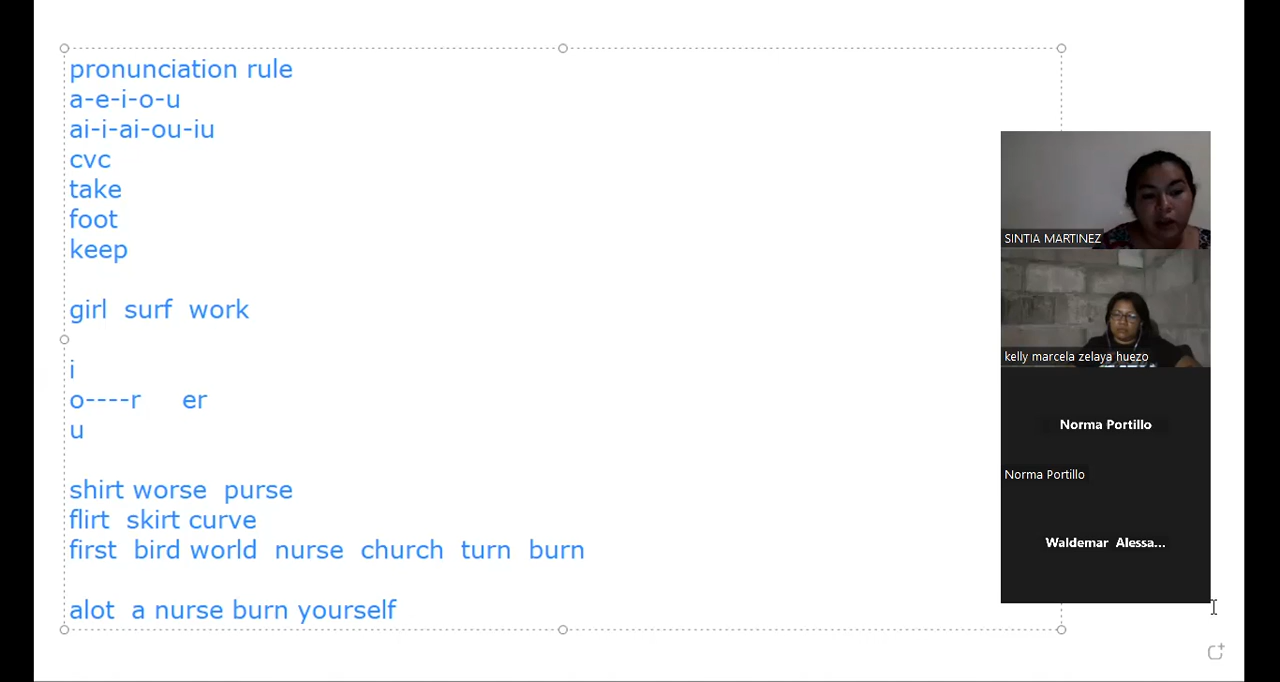 pronunciation rule
a-e-i-o-u
ai-i-ai-ou-iu
cvc
take
foot
keep
girl surf work
i
o----r er
u
shirt worse purse
flirt skirt curve
first bird world nurse church turn burn
alot a nurse burn yourself
SINTIA MARTINEZ
kelly marcela zelaya huezo
Norma Portillo
Norma Portillo
Waldemar Alessa...